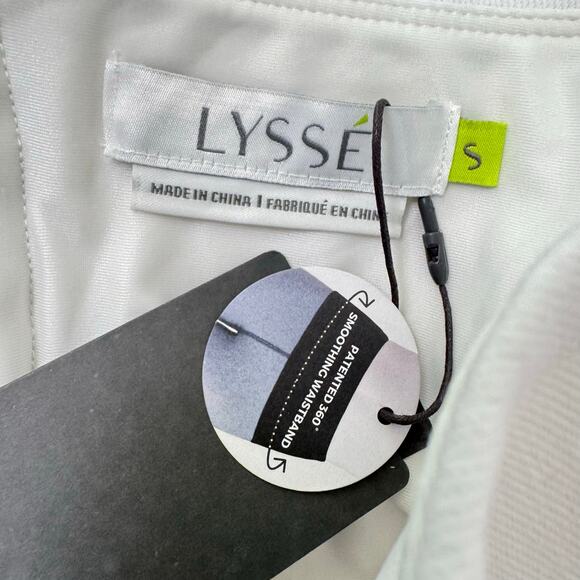 LYSSÉ
S
MADE IN CHINA | FABRIQUÉ EN CHIN
PATENTED 360°
SMOOTHING WAISTBAND